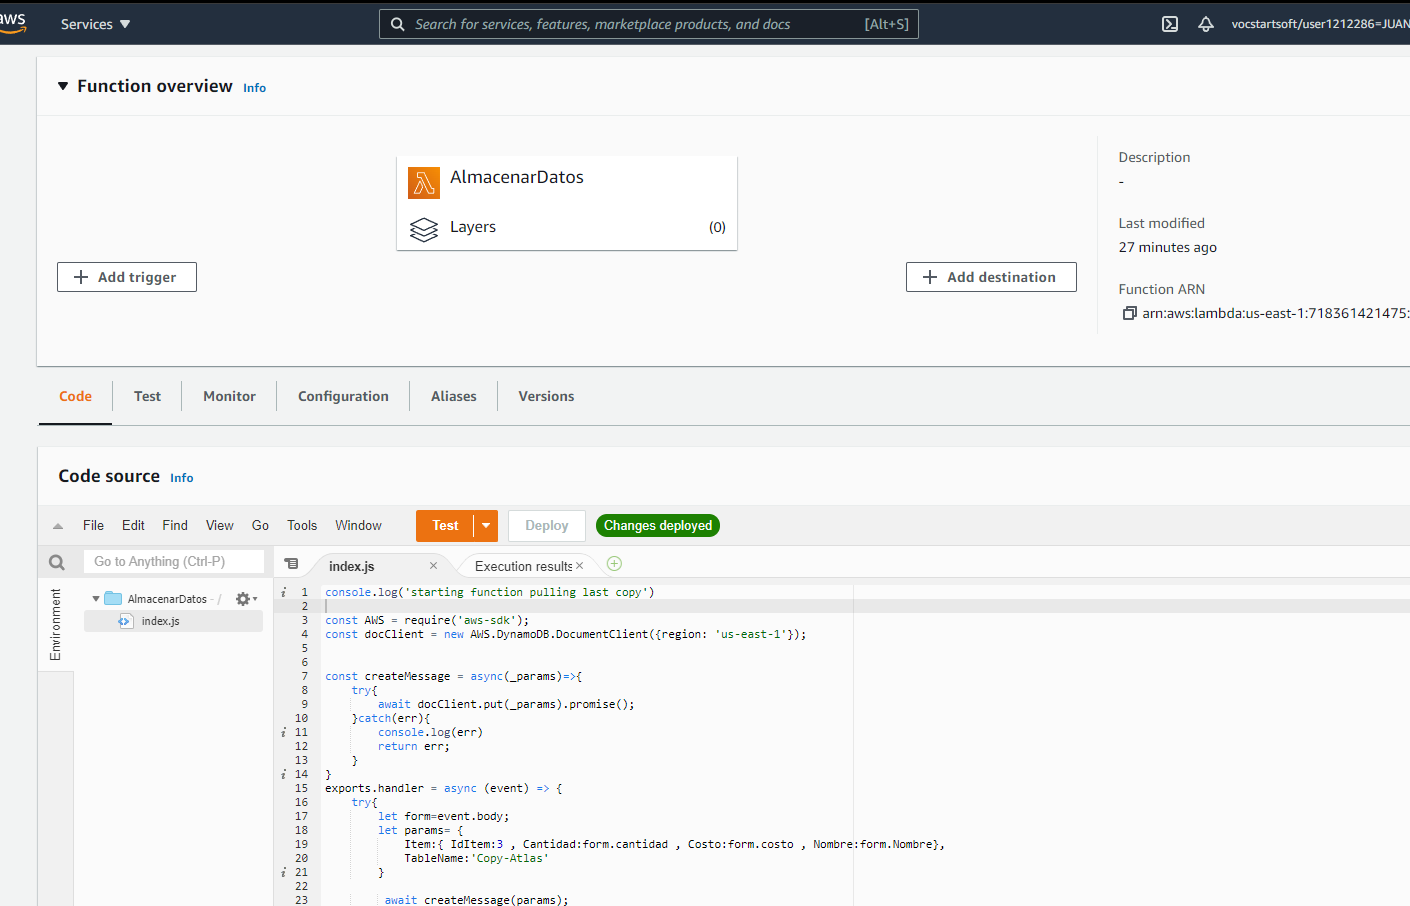 aws Services Search for services, features, marketplace products, and docs [Alt+S] vocstartsoft/user1212286=JUAN
Function overview Info
AlmacenarDatos
Layers (0)
Add trigger
Add destination
Description
-
Last modified
27 minutes ago
Function ARN
arn:aws:lambda:us-east-1:718361421475:
Code Test Monitor Configuration Aliases Versions
Code source Info
File Edit Find View Go Tools Window Test Deploy Changes deployed
Go to Anything (Ctrl-P)
index.js Execution results
Environment
AlmacenarDatos - /
index.js
1 console.log('starting function pulling last copy')
2
3 const AWS = require('aws-sdk');
4 const docClient = new AWS.DynamoDB.DocumentClient({region: 'us-east-1'});
5
6
7 const createMessage = async(_params)=>{
8 try{
9 await docClient.put(_params).promise();
10 }catch(err){
11 console.log(err)
12 return err;
13 }
14 }
15 exports.handler = async (event) => {
16 try{
17 let form=event.body;
18 let params= {
19 Item:{ IdItem:3 , Cantidad:form.cantidad , Costo:form.costo , Nombre:form.Nombre},
20 TableName:'Copy-Atlas'
21 }
22
23 await createMessage(params);